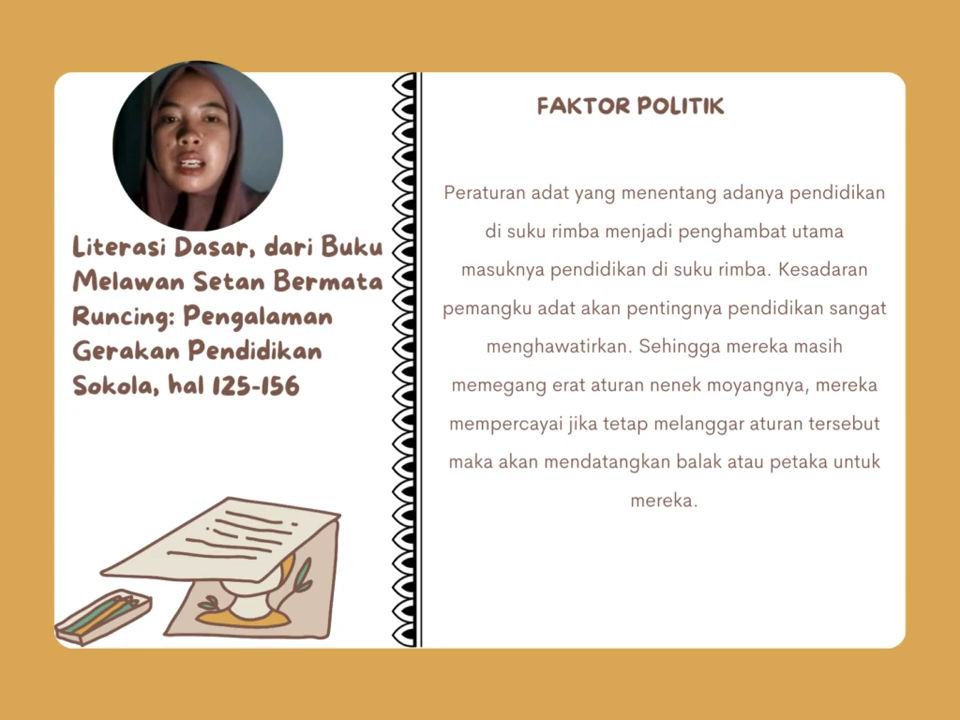 Literasi Dasar, dari Buku
Melawan Setan Bermata
Runcing: Pengalaman
Gerakan Pendidikan
Sokola, hal 125-156
FAKTOR POLITIK
Peraturan adat yang menentang adanya pendidikan
di suku rimba menjadi penghambat utama
masuknya pendidikan di suku rimba. Kesadaran
pemangku adat akan pentingnya pendidikan sangat
menghawatirkan. Sehingga mereka masih
memegang erat aturan nenek moyangnya, mereka
mempercayai jika tetap melanggar aturan tersebut
maka akan mendatangkan balak atau petaka untuk
mereka.